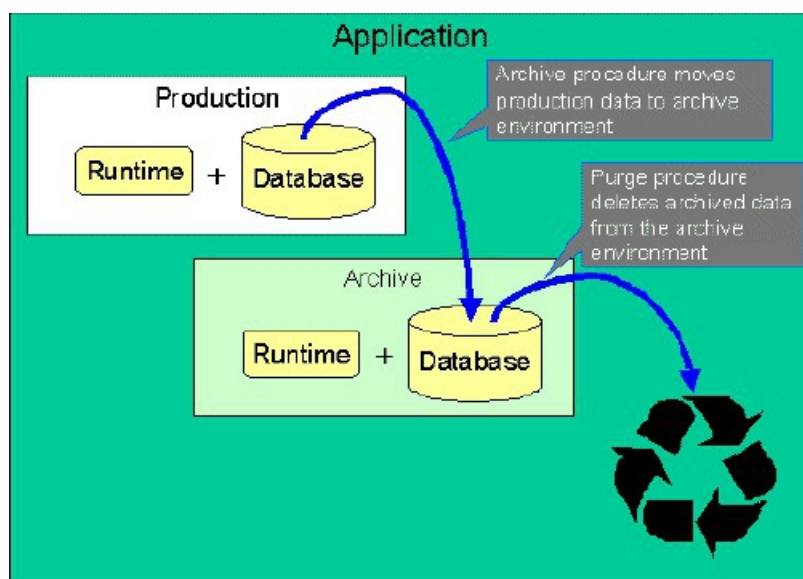 Application
Production
Runtime
+
Database
Archive procedure moves
production data to archive
environment
Purge procedure
deletes archived data
from the archive
environment
Archive
Runtime
+
Database